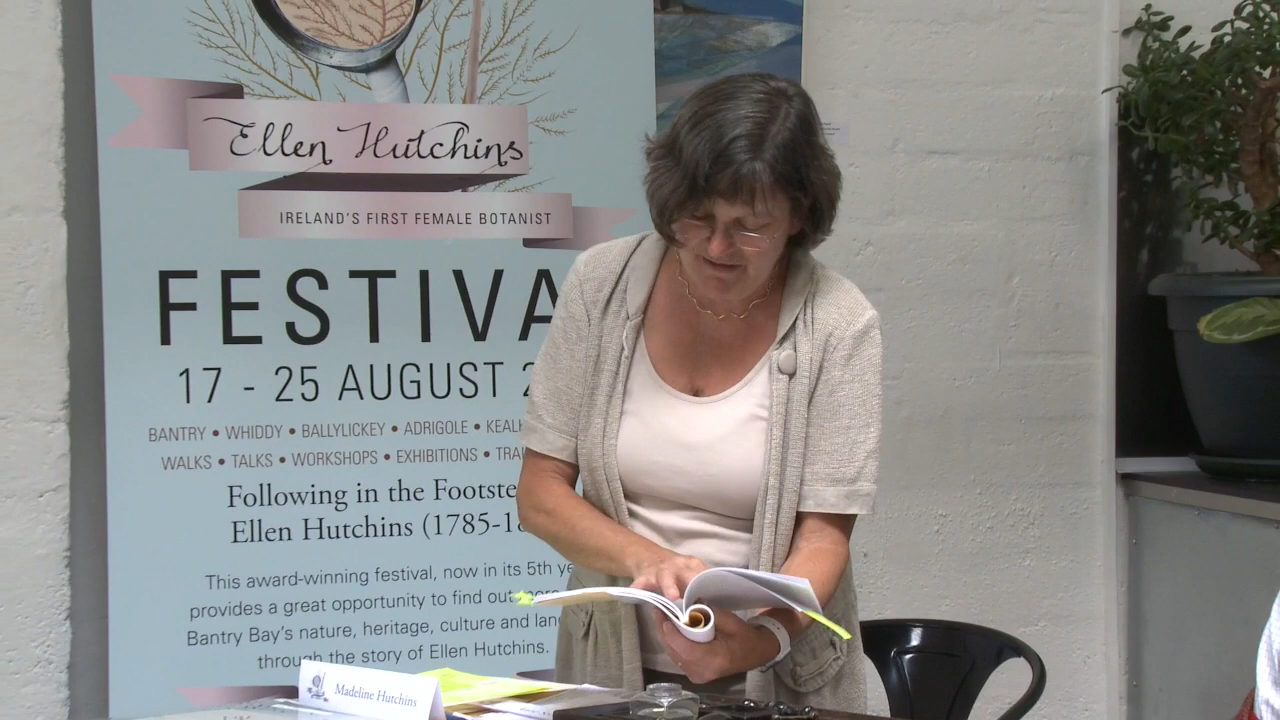 Ellen Hutchins
IRELAND'S FIRST FEMALE BOTANIST
FESTIVA
17 - 25 AUGUST 2
BANTRY • WHIDDY • BALLYLICKEY • ADRIGOLE • KEALK
WALKS • TALKS • WORKSHOPS • EXHIBITIONS • TRAI
Following in the Footste
Ellen Hutchins (1785-18
This award-winning festival, now in its 5th ye
provides a great opportunity to find out more
Bantry Bay's nature, heritage, culture and lan
through the story of Ellen Hutchins.
Madeline Hutchins